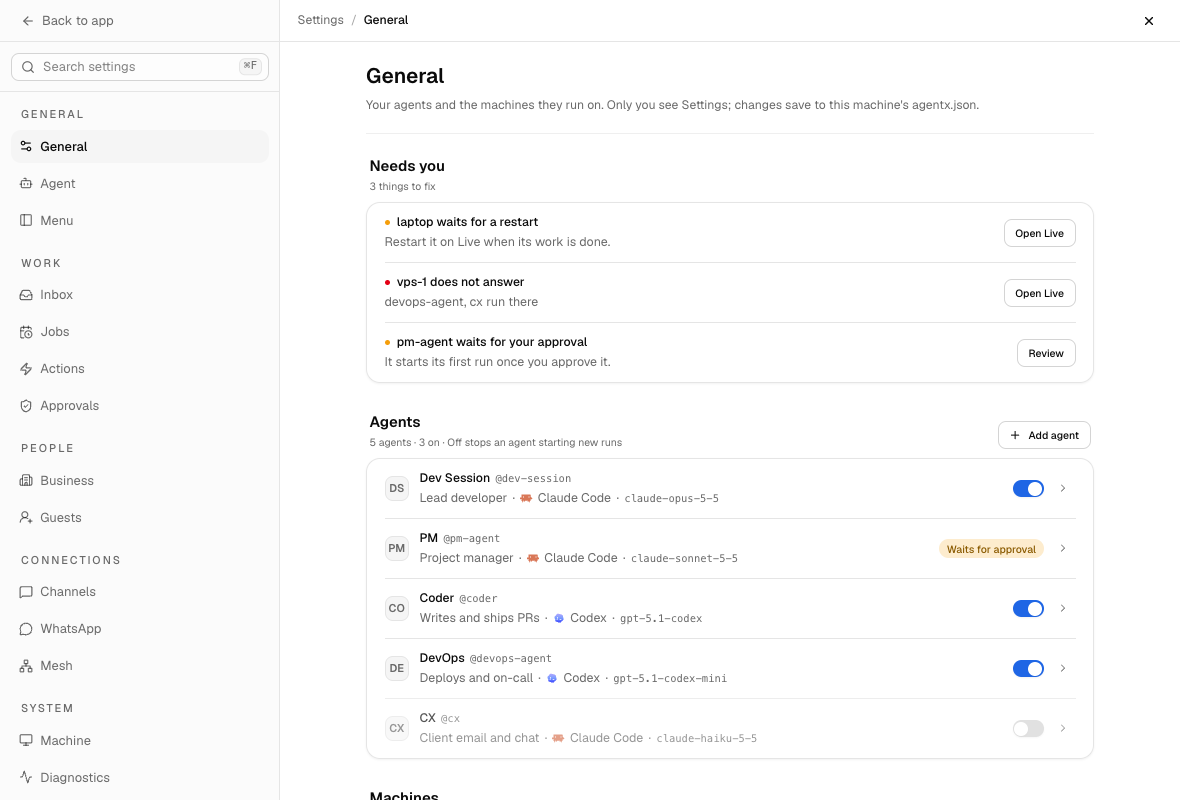 Back to app
Search settings ⌘F
GENERAL
General
Agent
Menu
WORK
Inbox
Jobs
Actions
Approvals
PEOPLE
Business
Guests
CONNECTIONS
Channels
WhatsApp
Mesh
SYSTEM
Machine
Diagnostics
Settings / General
General
Your agents and the machines they run on. Only you see Settings; changes save to this machine's agentx.json.
Needs you
3 things to fix
laptop waits for a restart
Restart it on Live when its work is done.
Open Live
vps-1 does not answer
devops-agent, cx run there
Open Live
pm-agent waits for your approval
It starts its first run once you approve it.
Review
Agents
5 agents · 3 on · Off stops an agent starting new runs
Add agent
DS
Dev Session @dev-session
Lead developer · Claude Code · claude-opus-5-5
PM
PM @pm-agent
Project manager · Claude Code · claude-sonnet-5-5
Waits for approval
CO
Coder @coder
Writes and ships PRs · Codex · gpt-5.1-codex
DE
DevOps @devops-agent
Deploys and on-call · Codex · gpt-5.1-codex-mini
CX
CX @cx
Client email and chat · Claude Code · claude-haiku-5-5
Machines